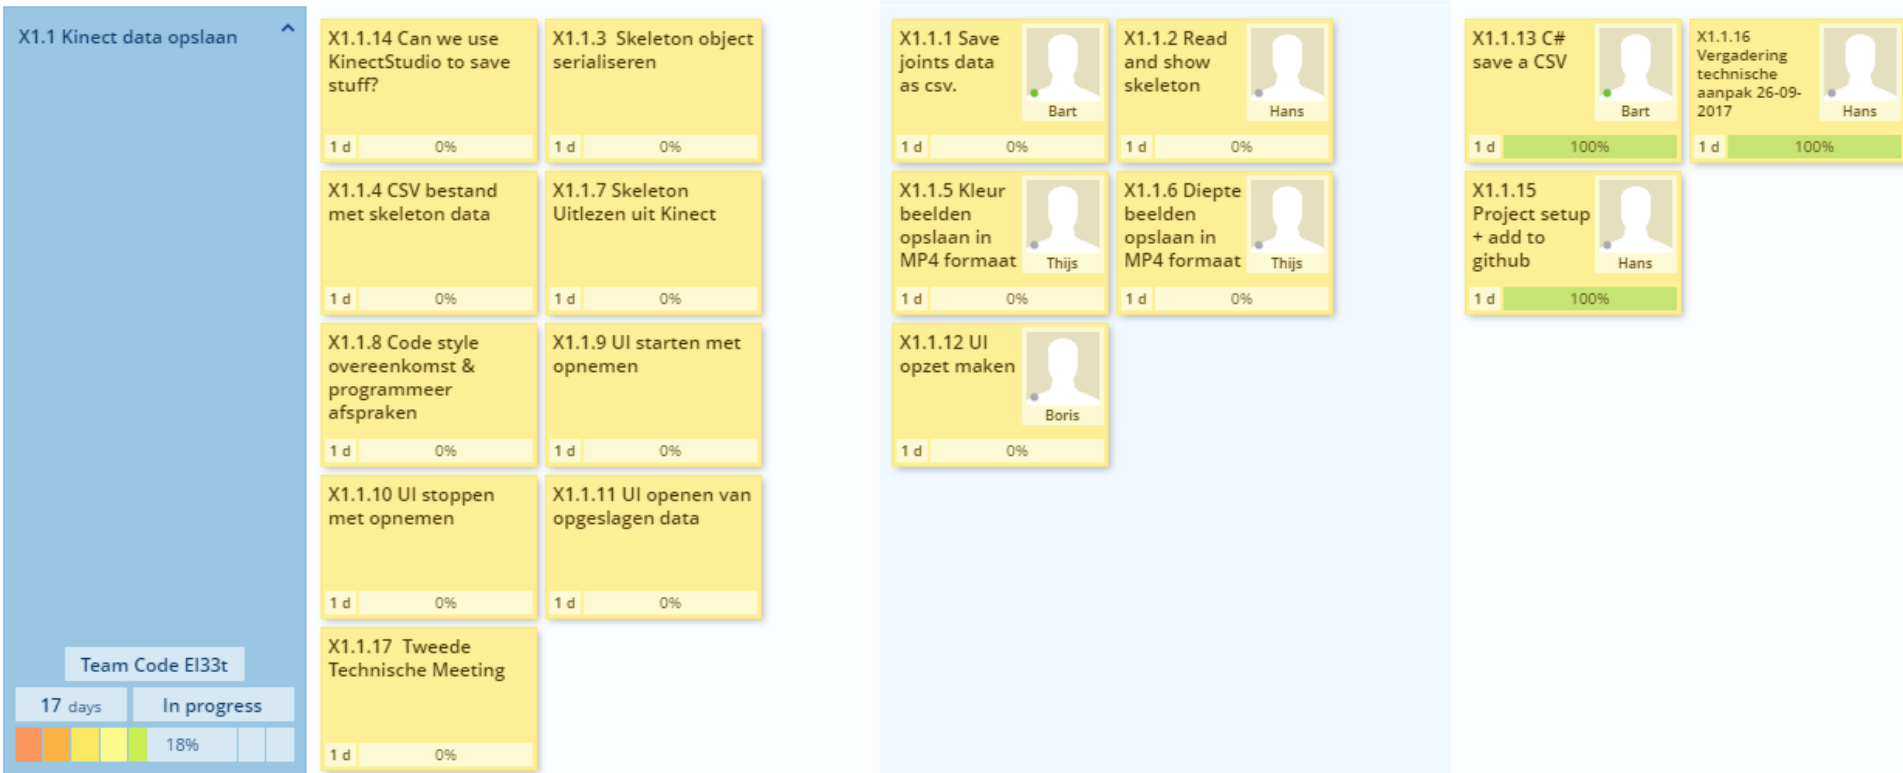 X1.1 Kinect data opslaan
Team Code El33t
17 days
In progress
18%
X1.1.14 Can we use
KinectStudio to save
stuff?
1 d
0%
X1.1.3 Skeleton object
serialiseren
1 d
0%
X1.1.4 CSV bestand
met skeleton data
1 d
0%
X1.1.7 Skeleton
Uitlezen uit Kinect
1 d
0%
X1.1.8 Code style
overeenkomst &
programmeer
afspraken
1 d
0%
X1.1.9 UI starten met
opnemen
1 d
0%
X1.1.10 UI stoppen
met opnemen
1 d
0%
X1.1.11 UI openen van
opgeslagen data
1 d
0%
X1.1.17 Tweede
Technische Meeting
1 d
0%
X1.1.1 Save
joints data
as csv.
Bart
1 d
0%
X1.1.2 Read
and show
skeleton
Hans
1 d
0%
X1.1.5 Kleur
beelden
opslaan in
MP4 formaat
Thijs
1 d
0%
X1.1.6 Diepte
beelden
opslaan in
MP4 formaat
Thijs
1 d
0%
X1.1.12 UI
opzet maken
Boris
1 d
0%
X1.1.13 C#
save a CSV
Bart
1 d
100%
X1.1.16
Vergadering
technische
aanpak 26-09-
2017
Hans
1 d
100%
X1.1.15
Project setup
+ add to
github
Hans
1 d
100%